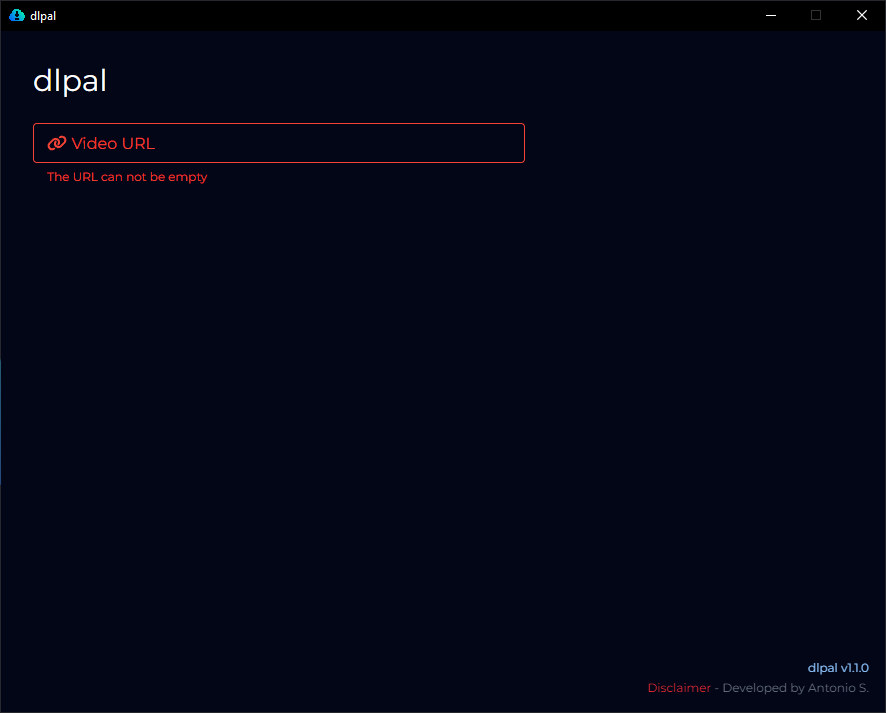 dlpal
dlpal
Video URL
The URL can not be empty
dlpal v1.1.0
Disclaimer - Developed by Antonio S.